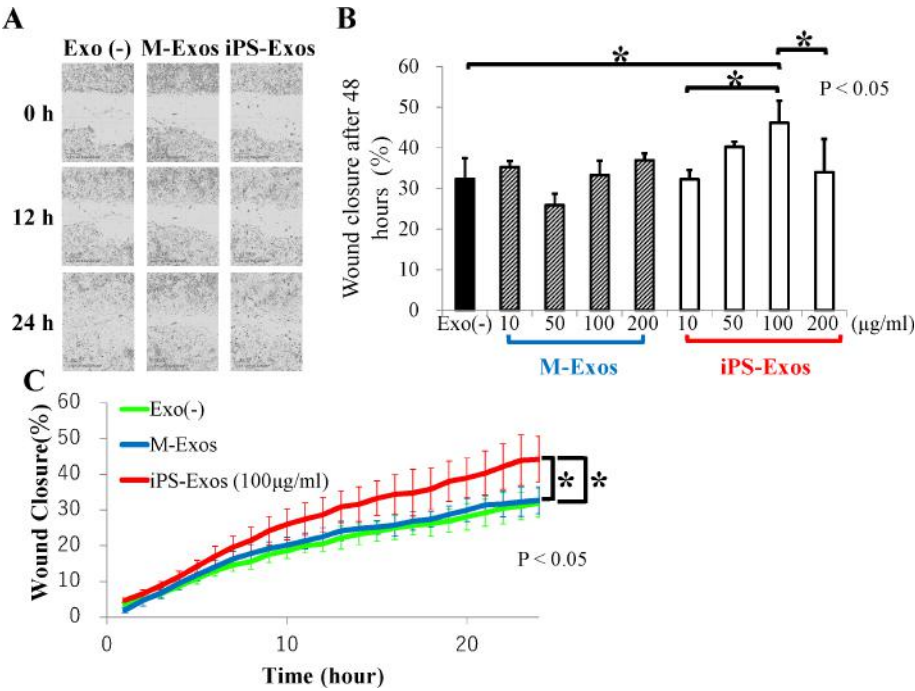 A
Exo (-) M-Exos iPS-Exos
0 h
12 h
24 h
B
Wound closure after 48
hours (%)
60
50
40
30
20
10
0
*
*
*
P < 0.05
Exo(-) 10 50 100 200 10 50 100 200 (μg/ml)
M-Exos iPS-Exos
C
Wound Closure(%)
60
50
40
30
20
10
0
Exo(-)
M-Exos
iPS-Exos (100μg/ml)
* *
P < 0.05
0 10 20
Time (hour)